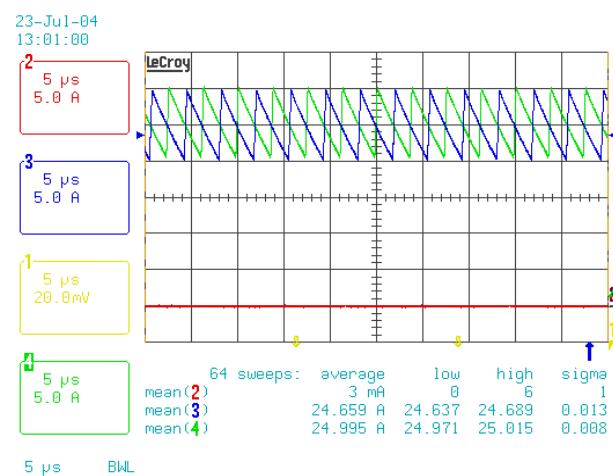 23-Jul-04
13:01:00
LeCroy
2
5 µs
5.0 A
3
5 µs
5.0 A
1
5 µs
20.0mV
4
5 µs
5.0 A
64 sweeps: average low high sigma
mean(2) 3 mA 0 6 1
mean(3) 24.659 A 24.637 24.689 0.013
mean(4) 24.995 A 24.971 25.015 0.008
5 µs BWL